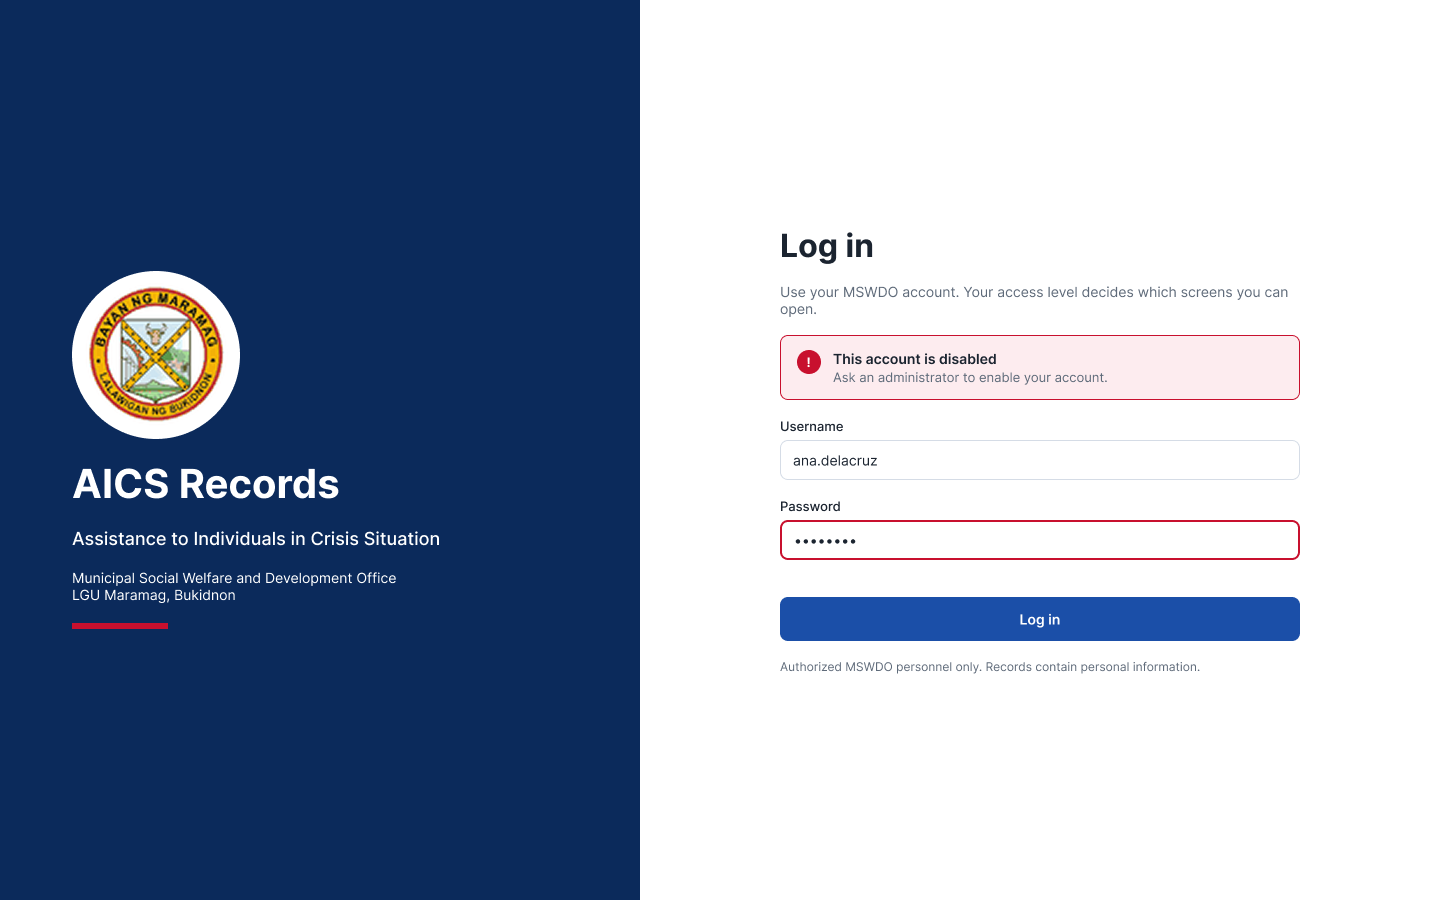 BAYAN NG MARAMAG
LALAWIGAN NG BUKIDNON
AICS Records
Assistance to Individuals in Crisis Situation
Municipal Social Welfare and Development Office
LGU Maramag, Bukidnon
Log in
Use your MSWDO account. Your access level decides which screens you can
open.
!
This account is disabled
Ask an administrator to enable your account.
Username
ana.delacruz
Password
••••••••
Log in
Authorized MSWDO personnel only. Records contain personal information.